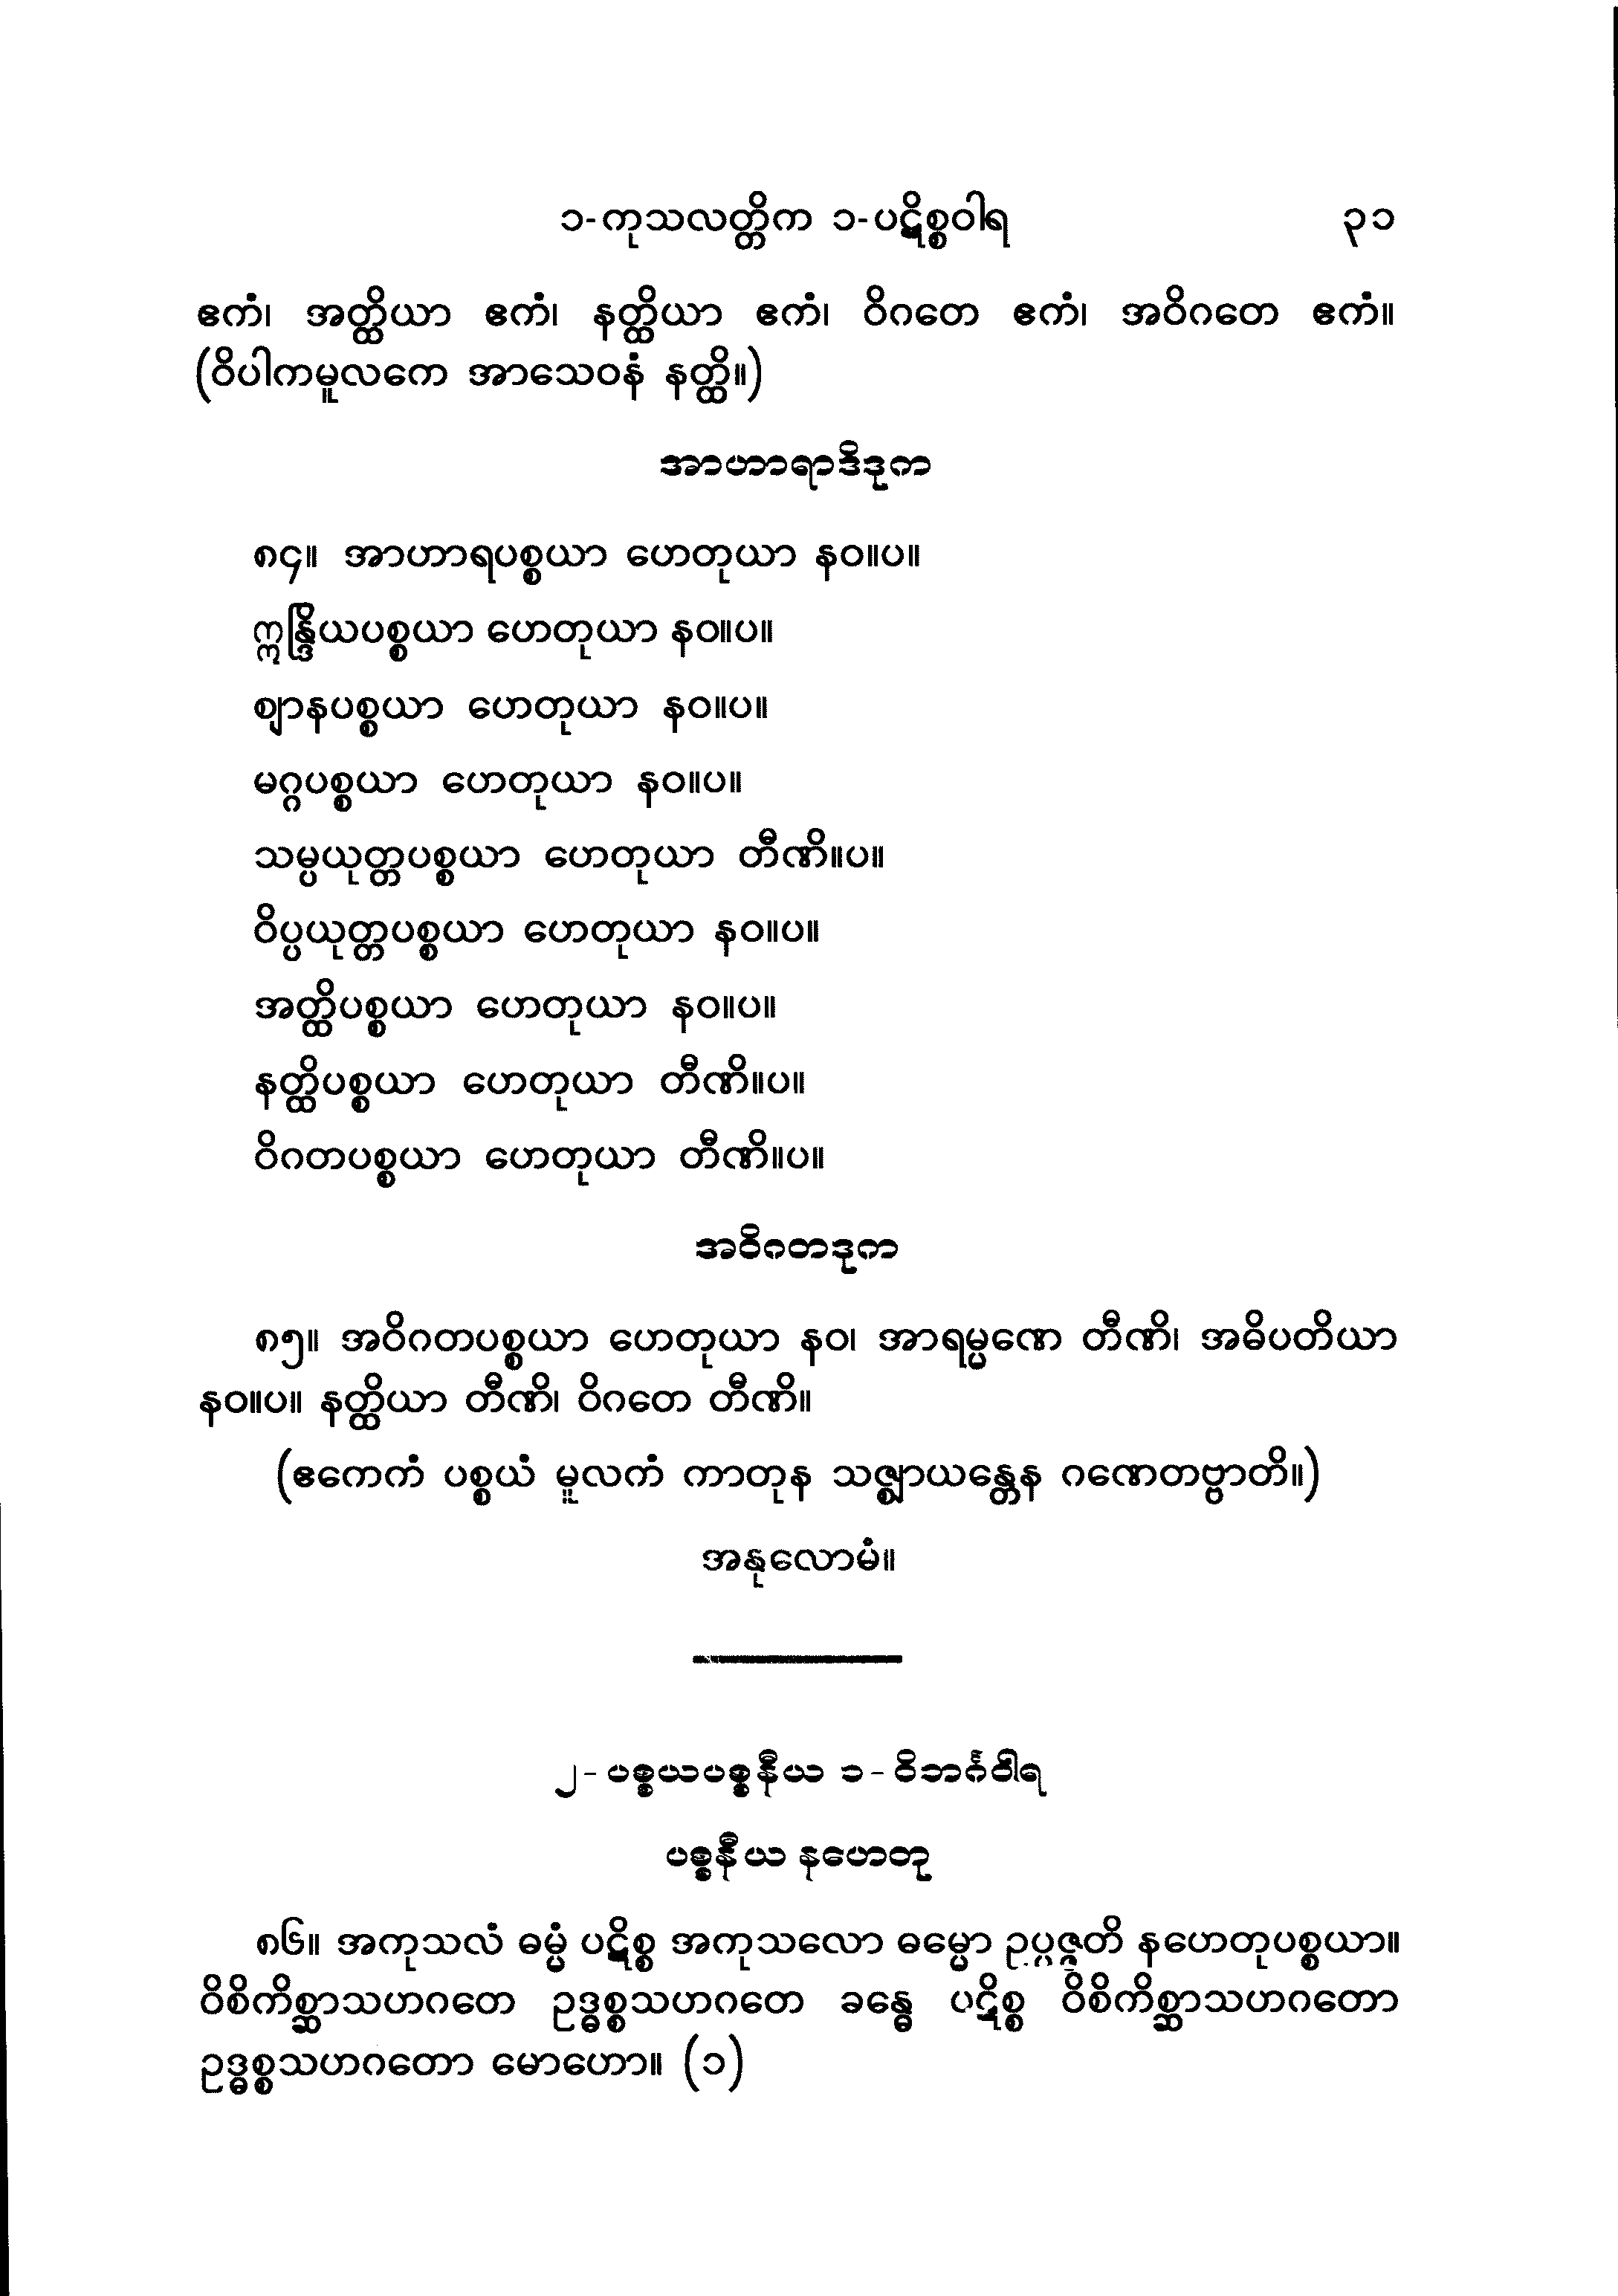 ၁-ကုသလတ္တိက ၁-ပဋိစ္စဝါရ ၃၁
ဧကံ၊ အတ္ထိယာ ဧကံ၊ နတ္ထိယာ ဧကံ၊ ဝိဂတေ ဧကံ၊ အဝိဂတေ ဧကံ။
(ဝိပါကမူလကေ အာသေဝနံ နတ္ထိ။)
အာဟာရာဒိဒုက
၈၄။ အာဟာရပစ္စယာ ဟေတုယာ နဝ။ပ။
ဣန္ဒြိယပစ္စယာ ဟေတုယာ နဝ။ပ။
ဈာနပစ္စယာ ဟေတုယာ နဝ။ပ။
မဂ္ဂပစ္စယာ ဟေတုယာ နဝ။ပ။
သမ္ပယုတ္တပစ္စယာ ဟေတုယာ တီဏိ။ပ။
ဝိပ္ပယုတ္တပစ္စယာ ဟေတုယာ နဝ။ပ။
အတ္ထိပစ္စယာ ဟေတုယာ နဝ။ပ။
နတ္ထိပစ္စယာ ဟေတုယာ တီဏိ။ပ။
ဝိဂတပစ္စယာ ဟေတုယာ တီဏိ။ပ။
အဝိဂတဒုက
၈၅။ အဝိဂတပစ္စယာ ဟေတုယာ နဝ၊ အာရမ္မဏေ တီဏိ၊ အဓိပတိယာ
နဝ။ပ။ နတ္ထိယာ တီဏိ၊ ဝိဂတေ တီဏိ။
(ဧကေကံ ပစ္စယံ မူလကံ ကာတုန သဇ္ဈာယန္တေန ဂဏေတဗ္ဗာတိ။)
အနုလောမံ။
၂-ပစ္စယပစ္စနီယ ၁-ဝိဘင်္ဂဝါရ
ပစ္စနီယ နဟေတု
၈၆။ အကုသလံ ဓမ္မံ ပဋိစ္စ အကုသလော ဓမ္မော ဥပ္ပဇ္ဇတိ နဟေတုပစ္စယာ။
ဝိစိကိစ္ဆာသဟဂတေ ဥဒ္ဓစ္စသဟဂတေ ခန္ဓေ ပဋိစ္စ ဝိစိကိစ္ဆာသဟဂတော
ဥဒ္ဓစ္စသဟဂတော မောဟော။ (၁)